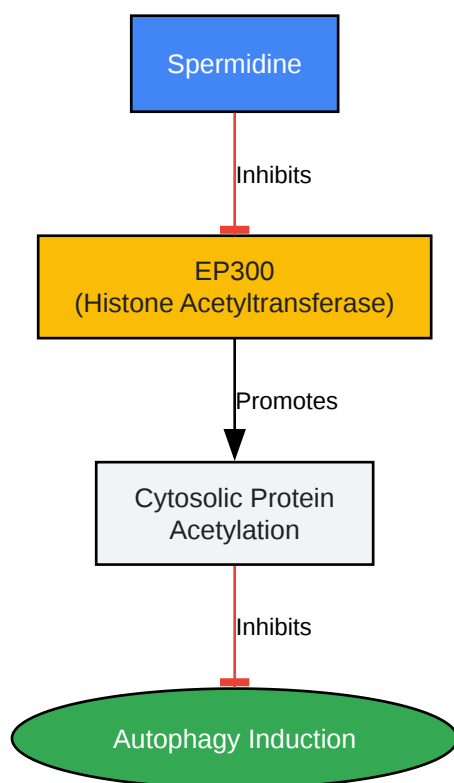 Spermidine
Inhibits
EP300
(Histone Acetyltransferase)
Promotes
Cytosolic Protein
Acetylation
Inhibits
Autophagy Induction